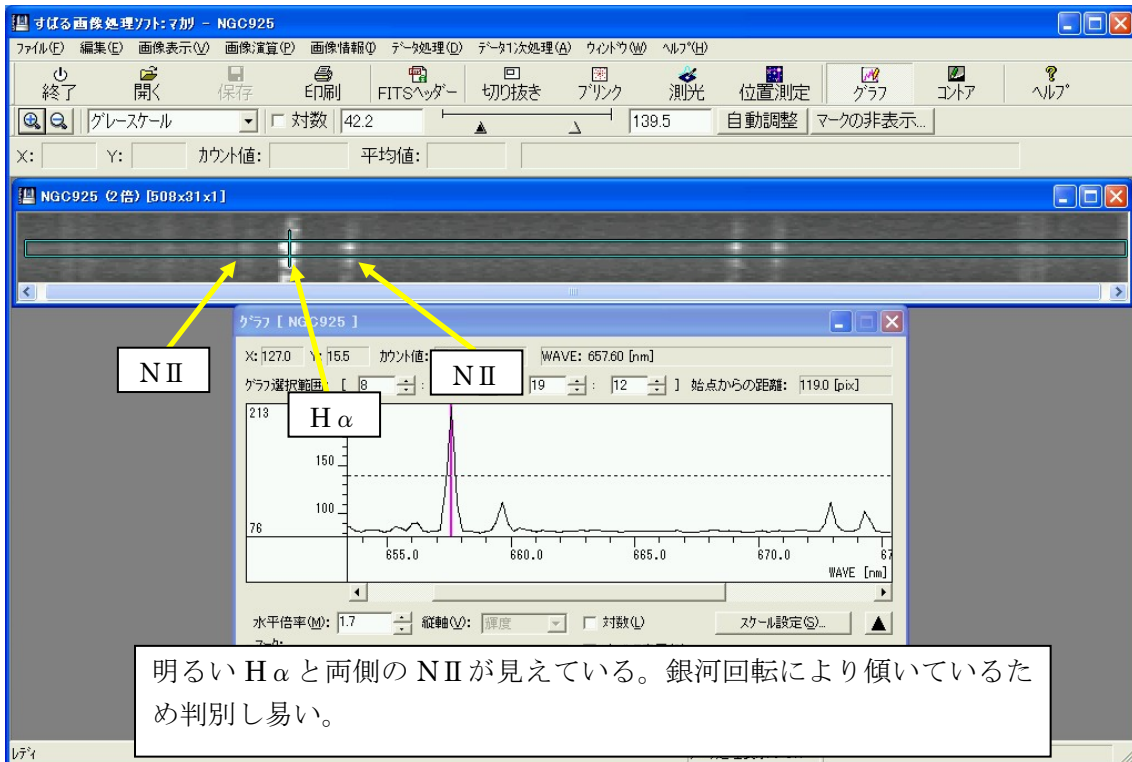 すばる画像処理ソフト:マカリ - NGC925
ファイル(F) 編集(E) 画像表示(V) 画像演算(P) 画像情報(I) データ処理(D) データ1次処理(A) ウィンドウ(W) ヘルプ(H)
終了 開く 保存 印刷 FITSヘッダー 切り抜き ブリンク 測光 位置測定 グラフ コントア ヘルプ
グレースケール 対数 42.2 139.5 自動調整 マークの非表示...
X: Y: カウント値: 平均値:
NGC925 (2倍) [508x31x1]
グラフ [ NGC925 ]
X: 127.0 Y: 15.5 カウント値: WAVE: 657.60 [nm]
グラフ選択範囲: [ 8 : 19 : 12 ] 始点からの距離: 119.0 [pix]
NⅡ
NⅡ
Hα
213
150
100
76
655.0 660.0 665.0 670.0 67
WAVE [nm]
水平倍率(M): 1.7 縦軸(V): 輝度 対数(L) スケール設定(S)...
明るい Hα と両側の NⅡが見えている。銀河回転により傾いているた
め判別し易い。
レディ